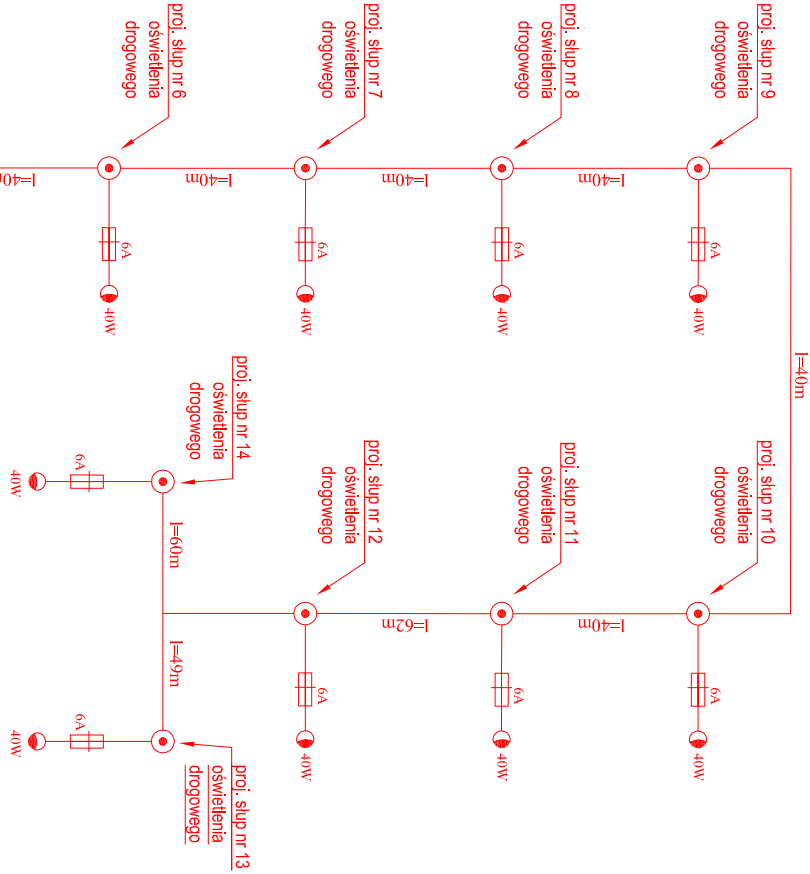 proj. słup nr 6
oświetlenia
drogowego
proj. słup nr 7
oświetlenia
drogowego
proj. słup nr 8
oświetlenia
drogowego
proj. słup nr 9
oświetlenia
drogowego
l=40m
l=40m
l=40m
l=40m
l=40m
6A
40W
6A
40W
6A
40W
6A
40W
proj. słup nr 14
oświetlenia
drogowego
proj. słup nr 12
oświetlenia
drogowego
proj. słup nr 11
oświetlenia
drogowego
proj. słup nr 10
oświetlenia
drogowego
6A
40W
l=60m
l=62m
l=40m
l=49m
6A
40W
6A
40W
6A
40W
6A
40W
proj. słup nr 13
oświetlenia
drogowego